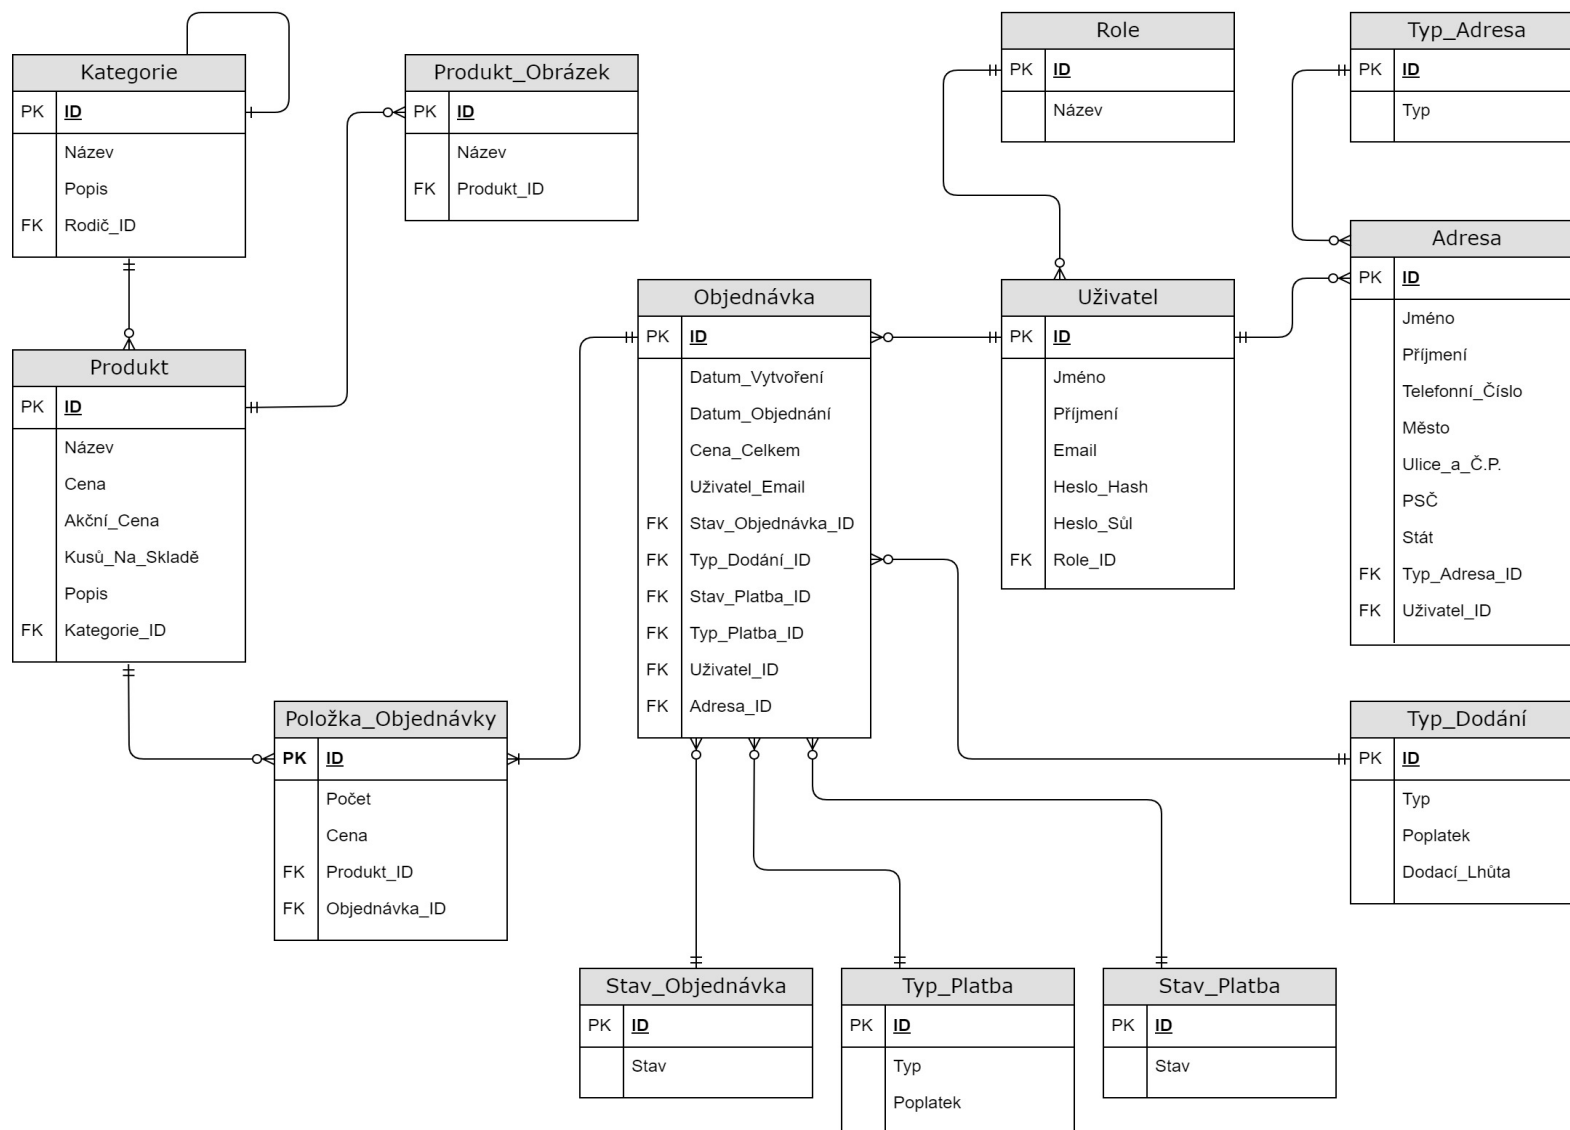 Kategorie
PK ID
Název
Popis
FK Rodič_ID
Produkt_Obrázek
PK ID
Název
FK Produkt_ID
Role
PK ID
Název
Typ_Adresa
PK ID
Typ
Adresa
PK ID
Jméno
Příjmení
Telefonní_Číslo
Město
Ulice_a_Č.P.
PSČ
Stát
FK Typ_Adresa_ID
FK Uživatel_ID
Objednávka
PK ID
Datum_Vytvoření
Datum_Objednání
Cena_Celkem
Uživatel_Email
FK Stav_Objednávka_ID
FK Typ_Dodání_ID
FK Stav_Platba_ID
FK Typ_Platba_ID
FK Uživatel_ID
FK Adresa_ID
Uživatel
PK ID
Jméno
Příjmení
Email
Heslo_Hash
Heslo_Sůl
FK Role_ID
Produkt
PK ID
Název
Cena
Akční_Cena
Kusů_Na_Skladě
Popis
FK Kategorie_ID
Položka_Objednávky
PK ID
Počet
Cena
FK Produkt_ID
FK Objednávka_ID
Typ_Dodání
PK ID
Typ
Poplatek
Dodací_Lhůta
Stav_Objednávka
PK ID
Stav
Typ_Platba
PK ID
Typ
Poplatek
Stav_Platba
PK ID
Stav